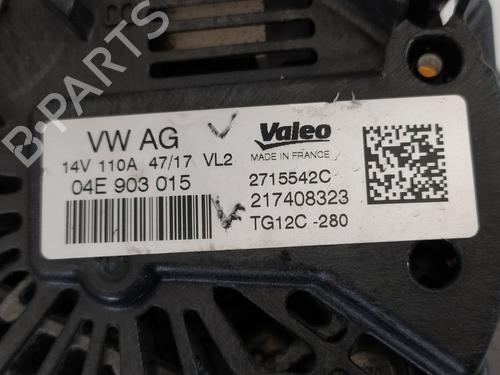 B-PARTS
VW AG
14V 110A 47/17 VL2
04E 903 015
Valeo
MADE IN FRANCE
2715542C
217408323
TG12C -280